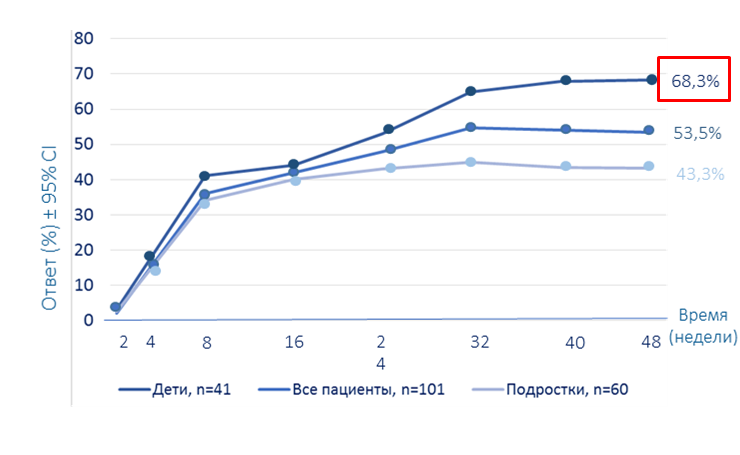 80
70
60
50
40
30
20
10
0
Ответ (%) ± 95% CI
68,3%
53,5%
43,3%
2 4 8 16 2 32 40 48
4
Время
(недели)
Дети, n=41 Все пациенты, n=101 Подростки, n=60